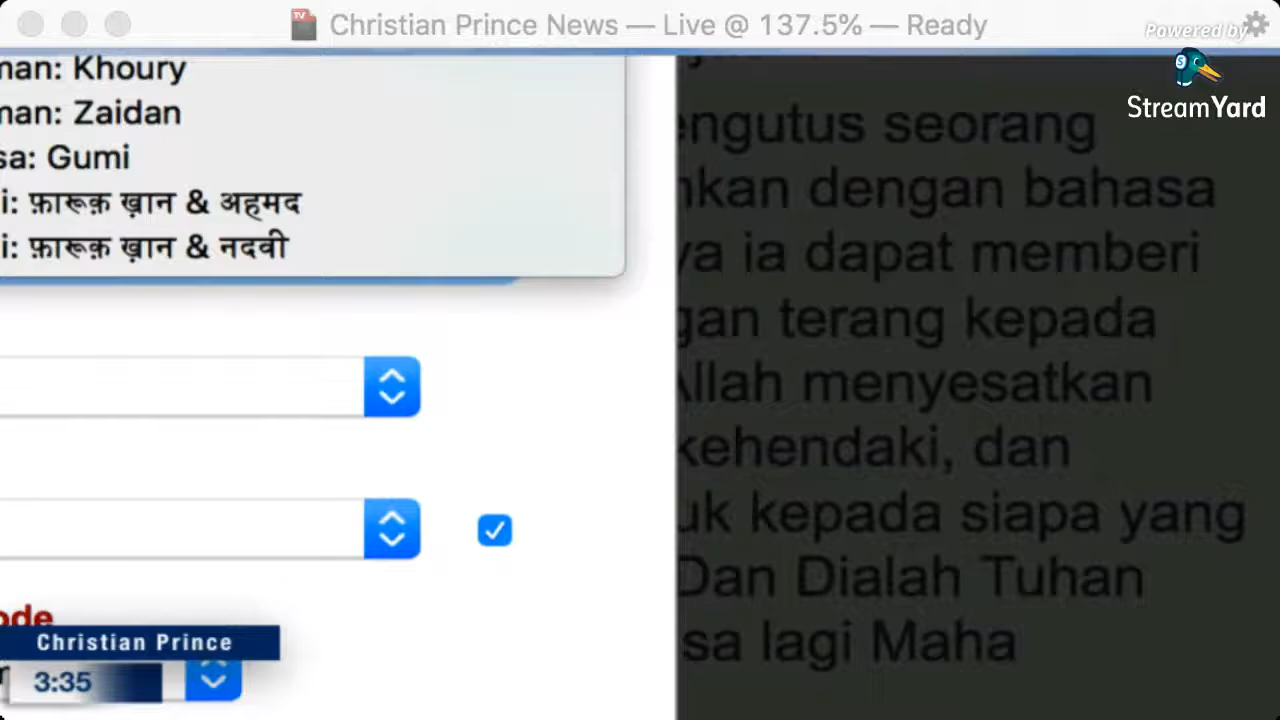 Christian Prince News — Live @ 137.5% — Ready
Powered by
StreamYard
man: Khoury
man: Zaidan
sa: Gumi
i: फ़ारूक़ ख़ान & अहमद
i: फ़ारूक़ ख़ान & नदवी
ode
Christian Prince
3:35
engutus seorang
nkan dengan bahasa
ya ia dapat memberi
gan terang kepada
Allah menyesatkan
kehendaki, dan
uk kepada siapa yang
Dan Dialah Tuhan
sa lagi Maha